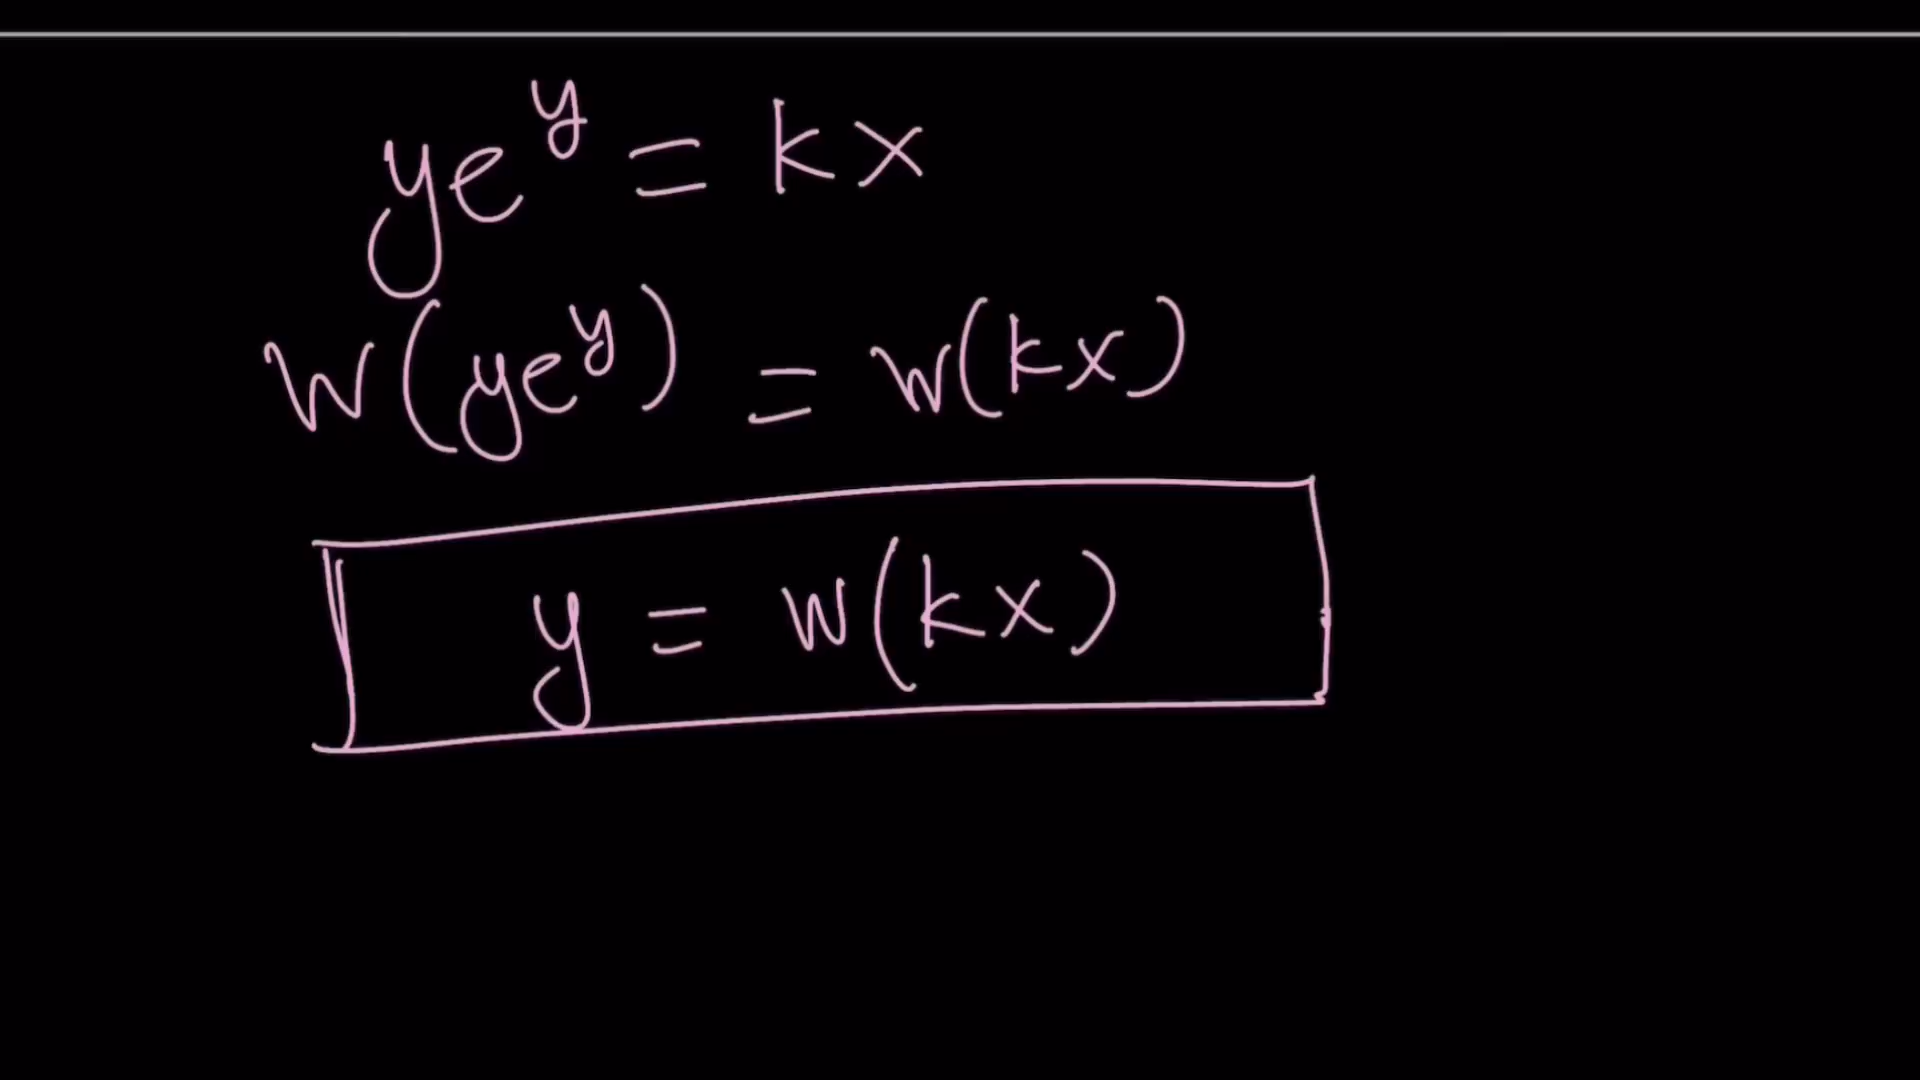 ye^y = kx
W(ye^y) = W(kx)
y = W(kx)